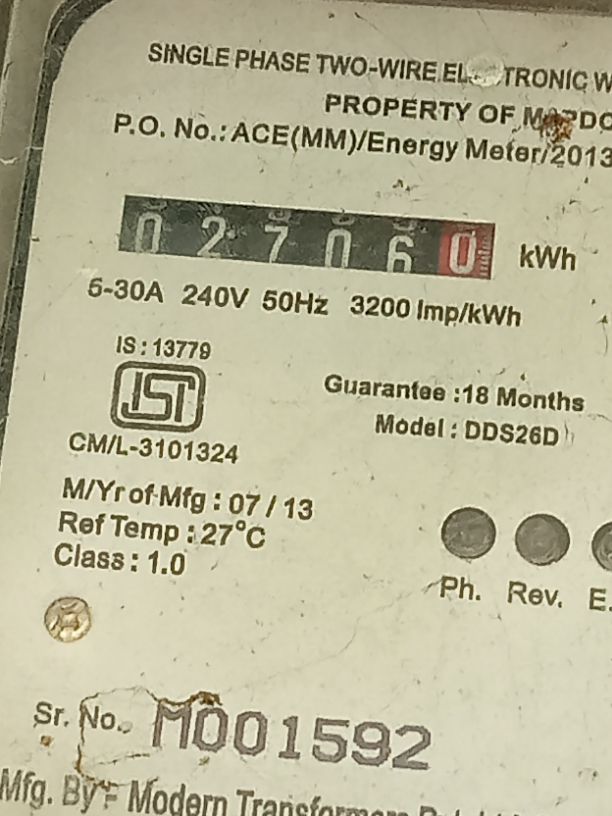 SINGLE PHASE TWO-WIRE
PROPERTY OF
P.O. No.: ACE(MM)/Energy Meter/2013
0 2 7 0 6 0 kWh
5-30A 240V 50Hz 3200 Imp/kWh
IS : 13779
ISI
CM/L-3101324
Guarantee :18 Months
Model : DDS26D
M/Yr of Mfg : 07 / 13
Ref Temp : 27°C
Class : 1.0
Ph. Rev. E.
Sr. No. M001592
Mfg. By : Modern Transformers